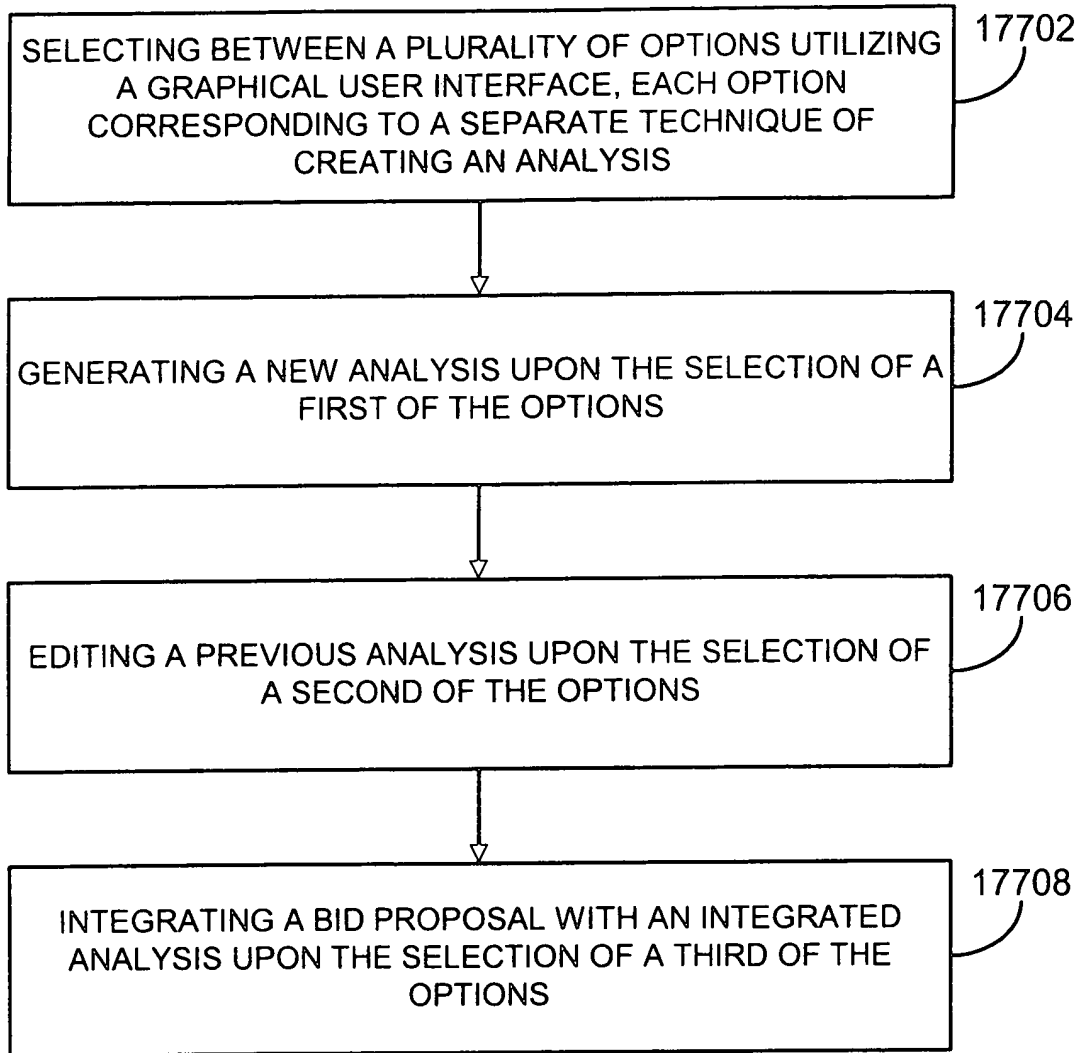 17702
SELECTING BETWEEN A PLURALITY OF OPTIONS UTILIZING
A GRAPHICAL USER INTERFACE, EACH OPTION
CORRESPONDING TO A SEPARATE TECHNIQUE OF
CREATING AN ANALYSIS
17704
GENERATING A NEW ANALYSIS UPON THE SELECTION OF A
FIRST OF THE OPTIONS
17706
EDITING A PREVIOUS ANALYSIS UPON THE SELECTION OF
A SECOND OF THE OPTIONS
17708
INTEGRATING A BID PROPOSAL WITH AN INTEGRATED
ANALYSIS UPON THE SELECTION OF A THIRD OF THE
OPTIONS